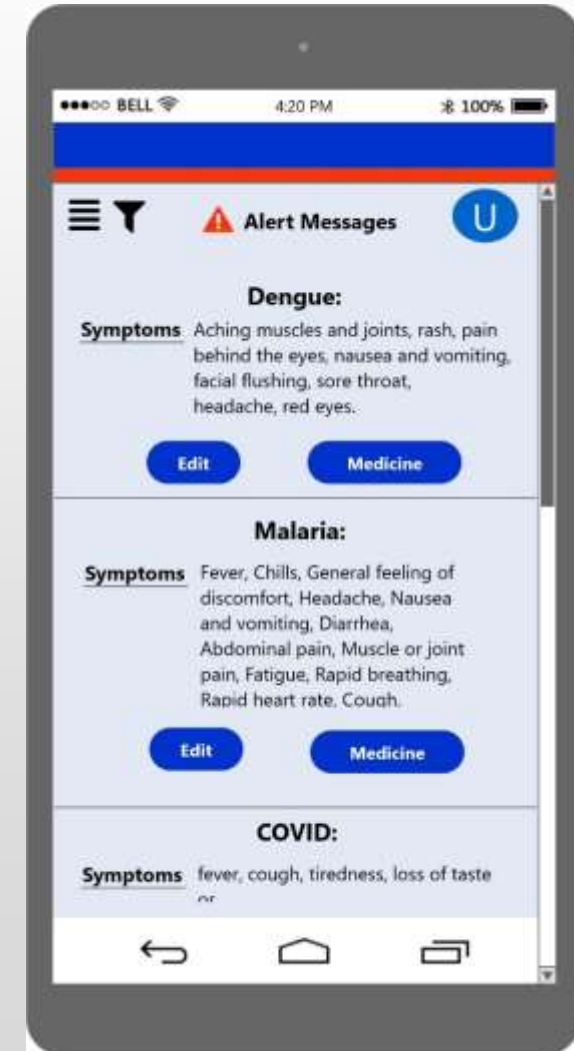 BELL 4:20 PM 100%
Alert Messages U
Dengue:
Symptoms Aching muscles and joints, rash, pain
behind the eyes, nausea and vomiting,
facial flushing, sore throat,
headache, red eyes.
Edit Medicine
Malaria:
Symptoms Fever, Chills, General feeling of
discomfort, Headache, Nausea
and vomiting, Diarrhea,
Abdominal pain, Muscle or joint
pain, Fatigue, Rapid breathing,
Rapid heart rate, Cough.
Edit Medicine
COVID:
Symptoms fever, cough, tiredness, loss of taste
or